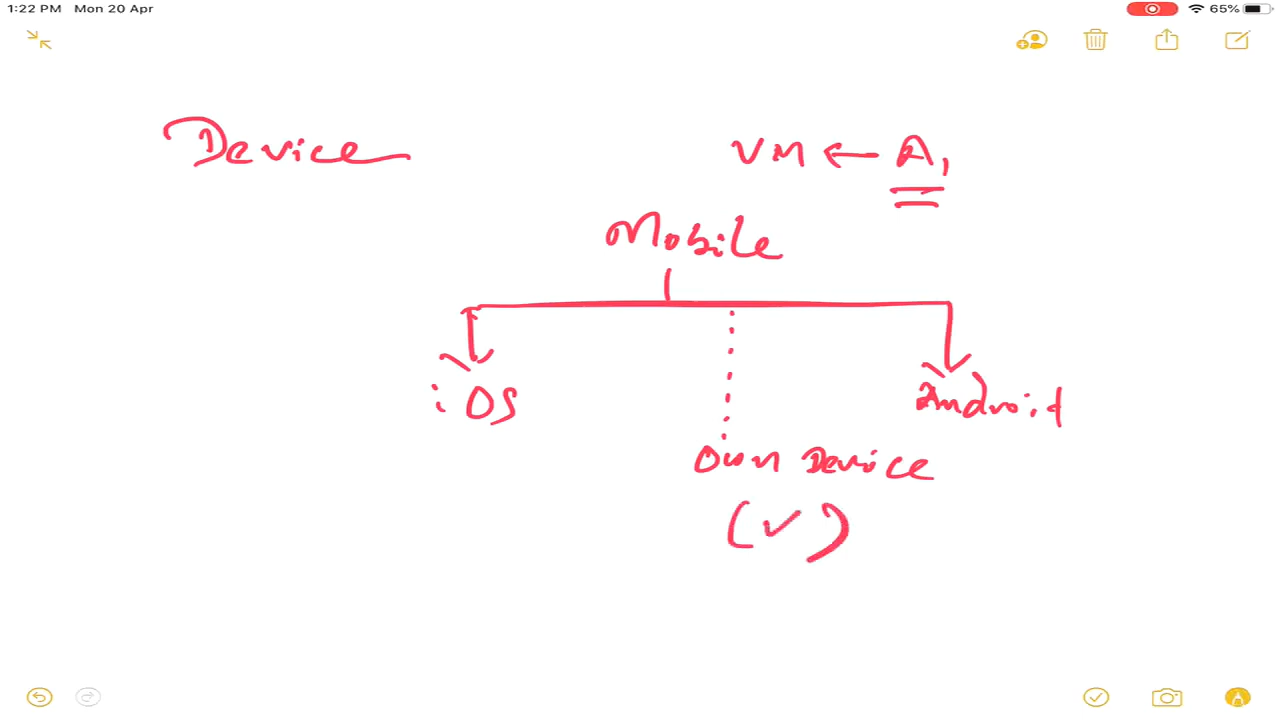 1:22 PM Mon 20 Apr 65%
Device
VM ← A,
Mobile
iOS
Android
Own Device
(✓)